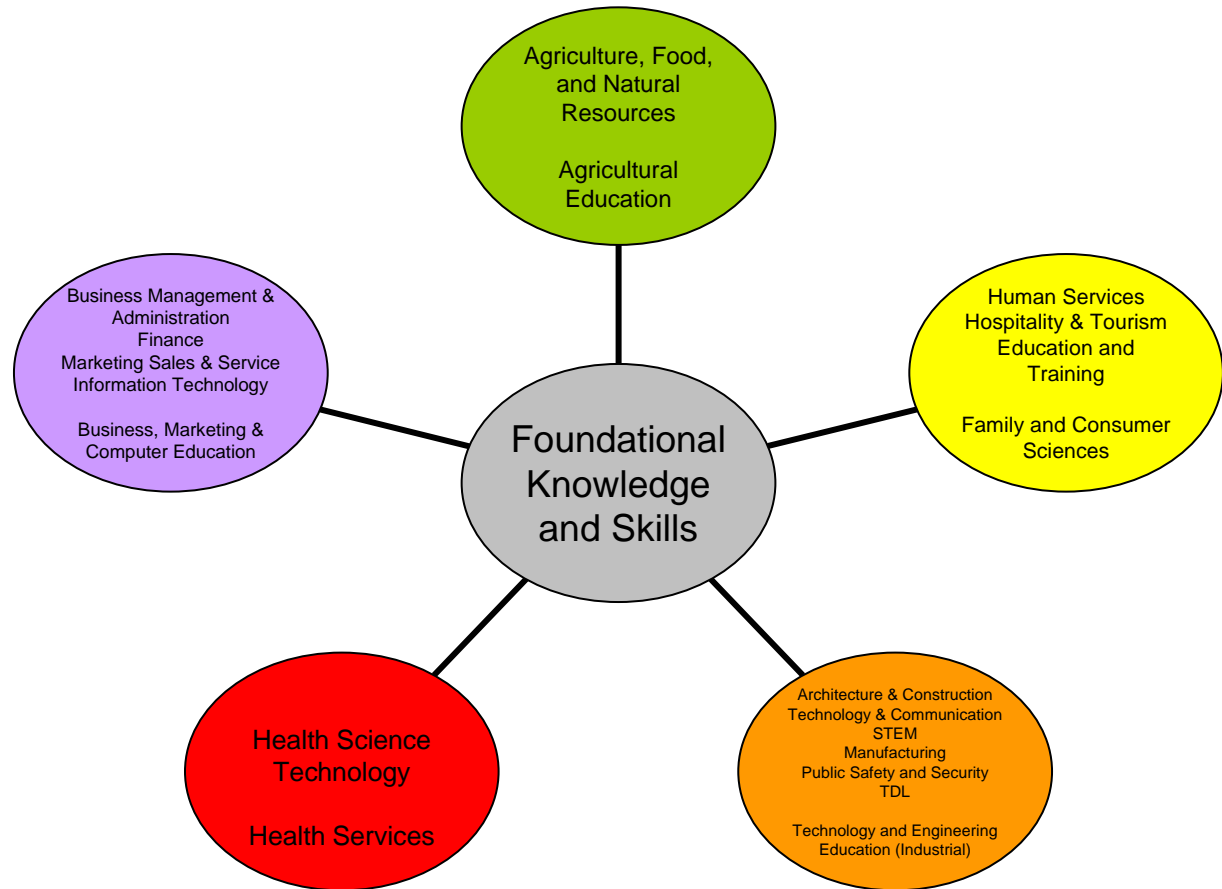 Agriculture, Food,
and Natural
Resources
Agricultural
Education
Business Management &
Administration
Finance
Marketing Sales & Service
Information Technology
Business, Marketing &
Computer Education
Human Services
Hospitality & Tourism
Education and
Training
Family and Consumer
Sciences
Foundational
Knowledge
and Skills
Health Science
Technology
Health Services
Architecture & Construction
Technology & Communication
STEM
Manufacturing
Public Safety and Security
TDL
Technology and Engineering
Education (Industrial)